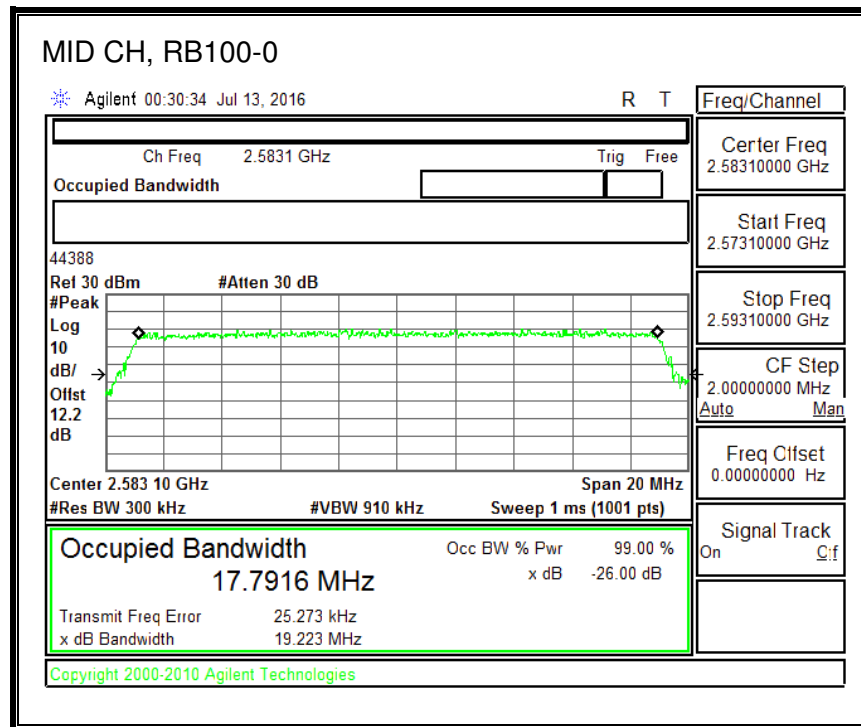 MID CH, RB100-0
Agilent 00:30:34 Jul 13, 2016 R T
Freq/Channel
Ch Freq 2.5831 GHz Trig Free
Occupied Bandwidth
Center Freq
2.58310000 GHz
Start Freq
2.57310000 GHz
44388
Ref 30 dBm #Atten 30 dB
#Peak
Log
10
dB/
Offst
12.2
dB
Stop Freq
2.59310000 GHz
CF Step
2.00000000 MHz
Auto Man
Freq Offset
0.00000000 Hz
Center 2.583 10 GHz Span 20 MHz
#Res BW 300 kHz #VBW 910 kHz Sweep 1 ms (1001 pts)
Signal Track
On Off
Occupied Bandwidth Occ BW % Pwr 99.00 %
17.7916 MHz x dB -26.00 dB
Transmit Freq Error 25.273 kHz
x dB Bandwidth 19.223 MHz
Copyright 2000-2010 Agilent Technologies